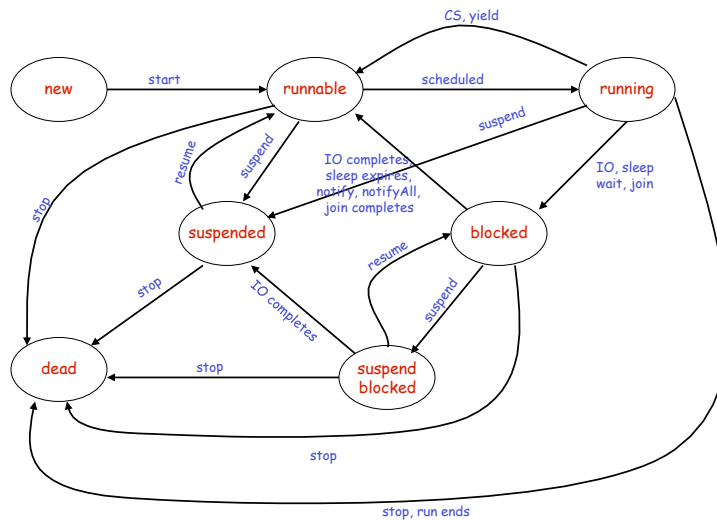 CS, yield
new
start
runnable
scheduled
running
suspend
resume
suspend
IO completes,
sleep expires,
notify, notifyAll,
join completes
IO, sleep
wait, join
stop
suspended
blocked
resume
stop
IO completes
suspend
dead
stop
suspend
blocked
stop
stop, run ends